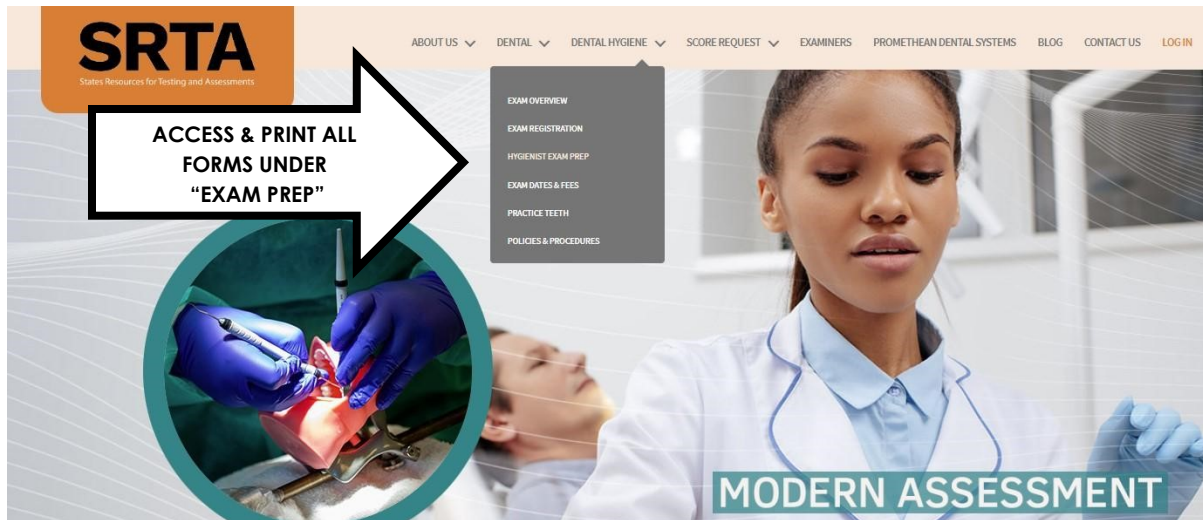 SRTA
States Resources for Testing and Assessments
ABOUT US DENTAL DENTAL HYGIENE SCORE REQUEST EXAMINERS PROMETHEAN DENTAL SYSTEMS BLOG CONTACT US LOG IN
ACCESS & PRINT ALL
FORMS UNDER
“EXAM PREP”
EXAM OVERVIEW
EXAM REGISTRATION
HYGIENIST EXAM PREP
EXAM DATES & FEES
PRACTICE TEETH
POLICIES & PROCEDURES
MODERN ASSESSMENT